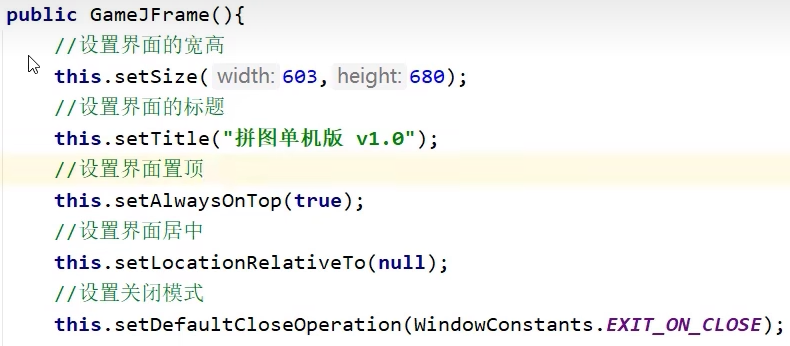 public GameJFrame(){
//设置界面的宽高
this.setSize( width: 603, height: 680);
//设置界面的标题
this.setTitle("拼图单机版 v1.0");
//设置界面置顶
this.setAlwaysOnTop(true);
//设置界面居中
this.setLocationRelativeTo(null);
//设置关闭模式
this.setDefaultCloseOperation(WindowConstants.EXIT_ON_CLOSE);